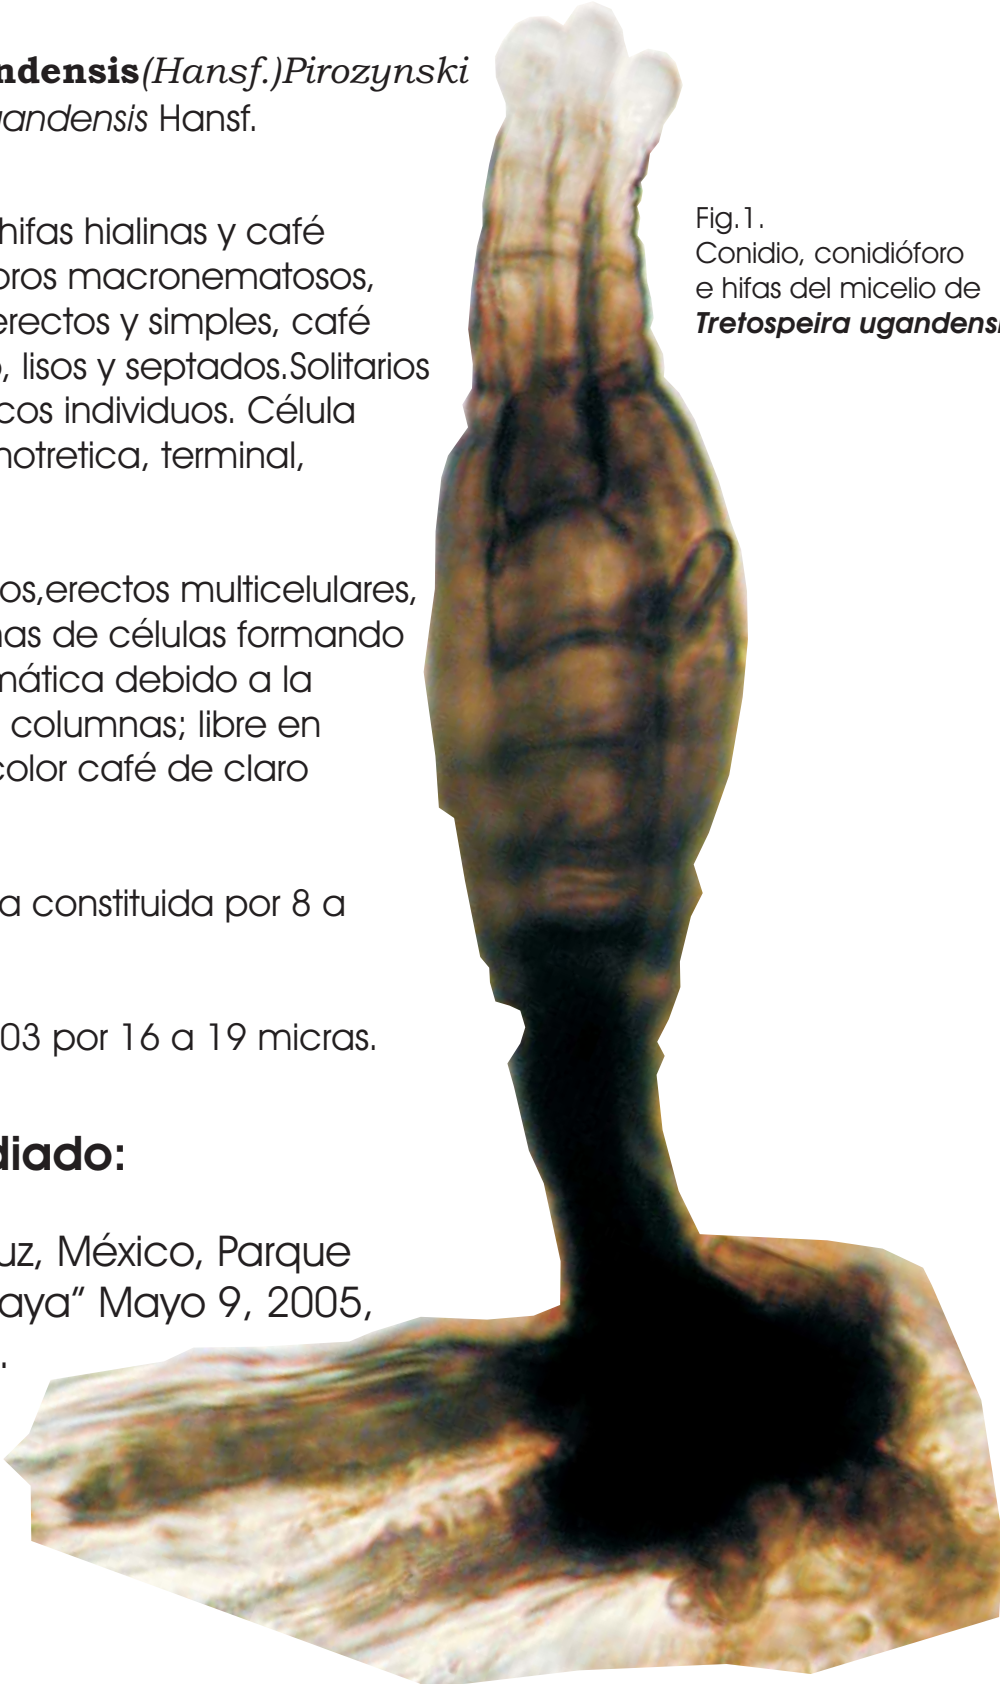 ndensis(Hansf.)Pirozynski
gandensis Hansf.
hifas hialinas y café
oros macronematosos,
erectos y simples, café
o, lisos y septados.Solitarios
cos individuos. Célula
notretica, terminal,
os,erectos multicelulares,
nas de células formando
mática debido a la
columnas; libre en
color café de claro
a constituida por 8 a
03 por 16 a 19 micras.
diado:
uz, México, Parque
aya" Mayo 9, 2005,
.
Fig.1.
Conidio, conidióforo
e hifas del micelio de
Tretospeira ugandensi